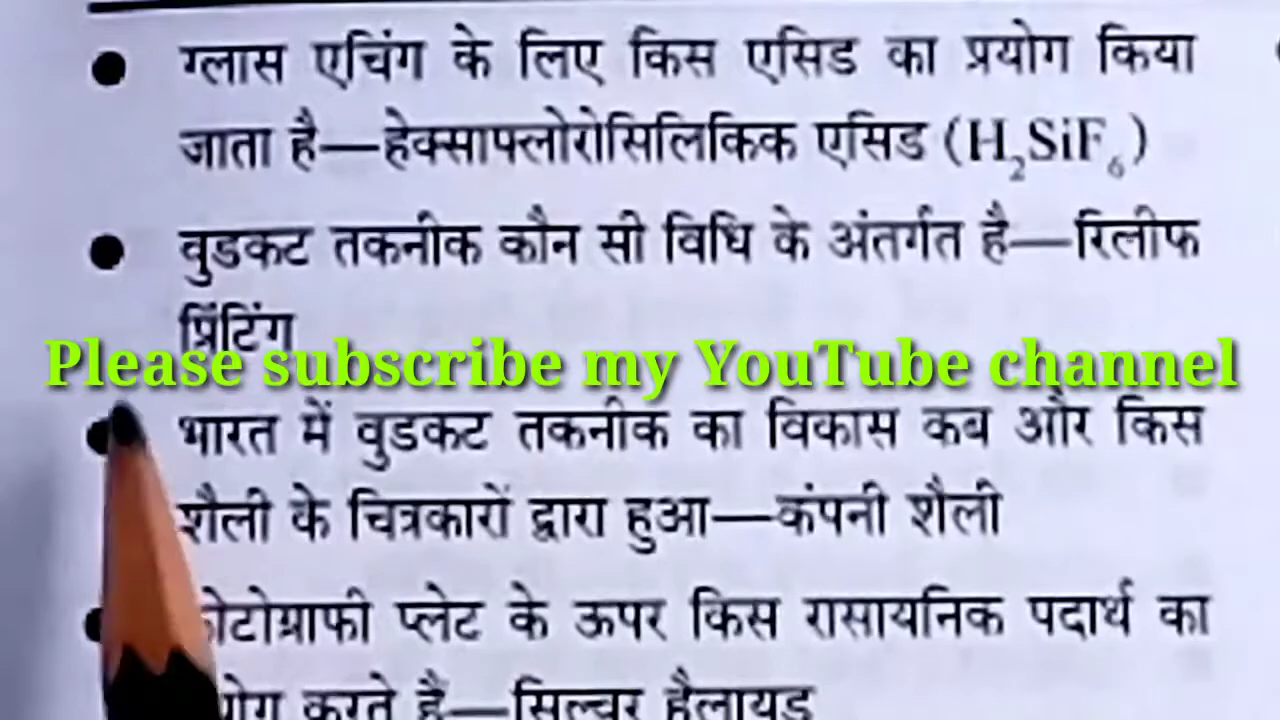 ग्लास एचिंग के लिए किस एसिड का प्रयोग किया
जाता है—हेक्साफ्लोरोसिलिकिक एसिड (H₂SiF₆)
वुडकट तकनीक कौन सी विधि के अंतर्गत है—रिलीफ
प्रिंटिंग
Please subscribe my YouTube channel
भारत में वुडकट तकनीक का विकास कब और किस
शैली के चित्रकारों द्वारा हुआ—कंपनी शैली
प्लेट के ऊपर किस रासायनिक पदार्थ का
करते हैं—सिल्वर हैलायड